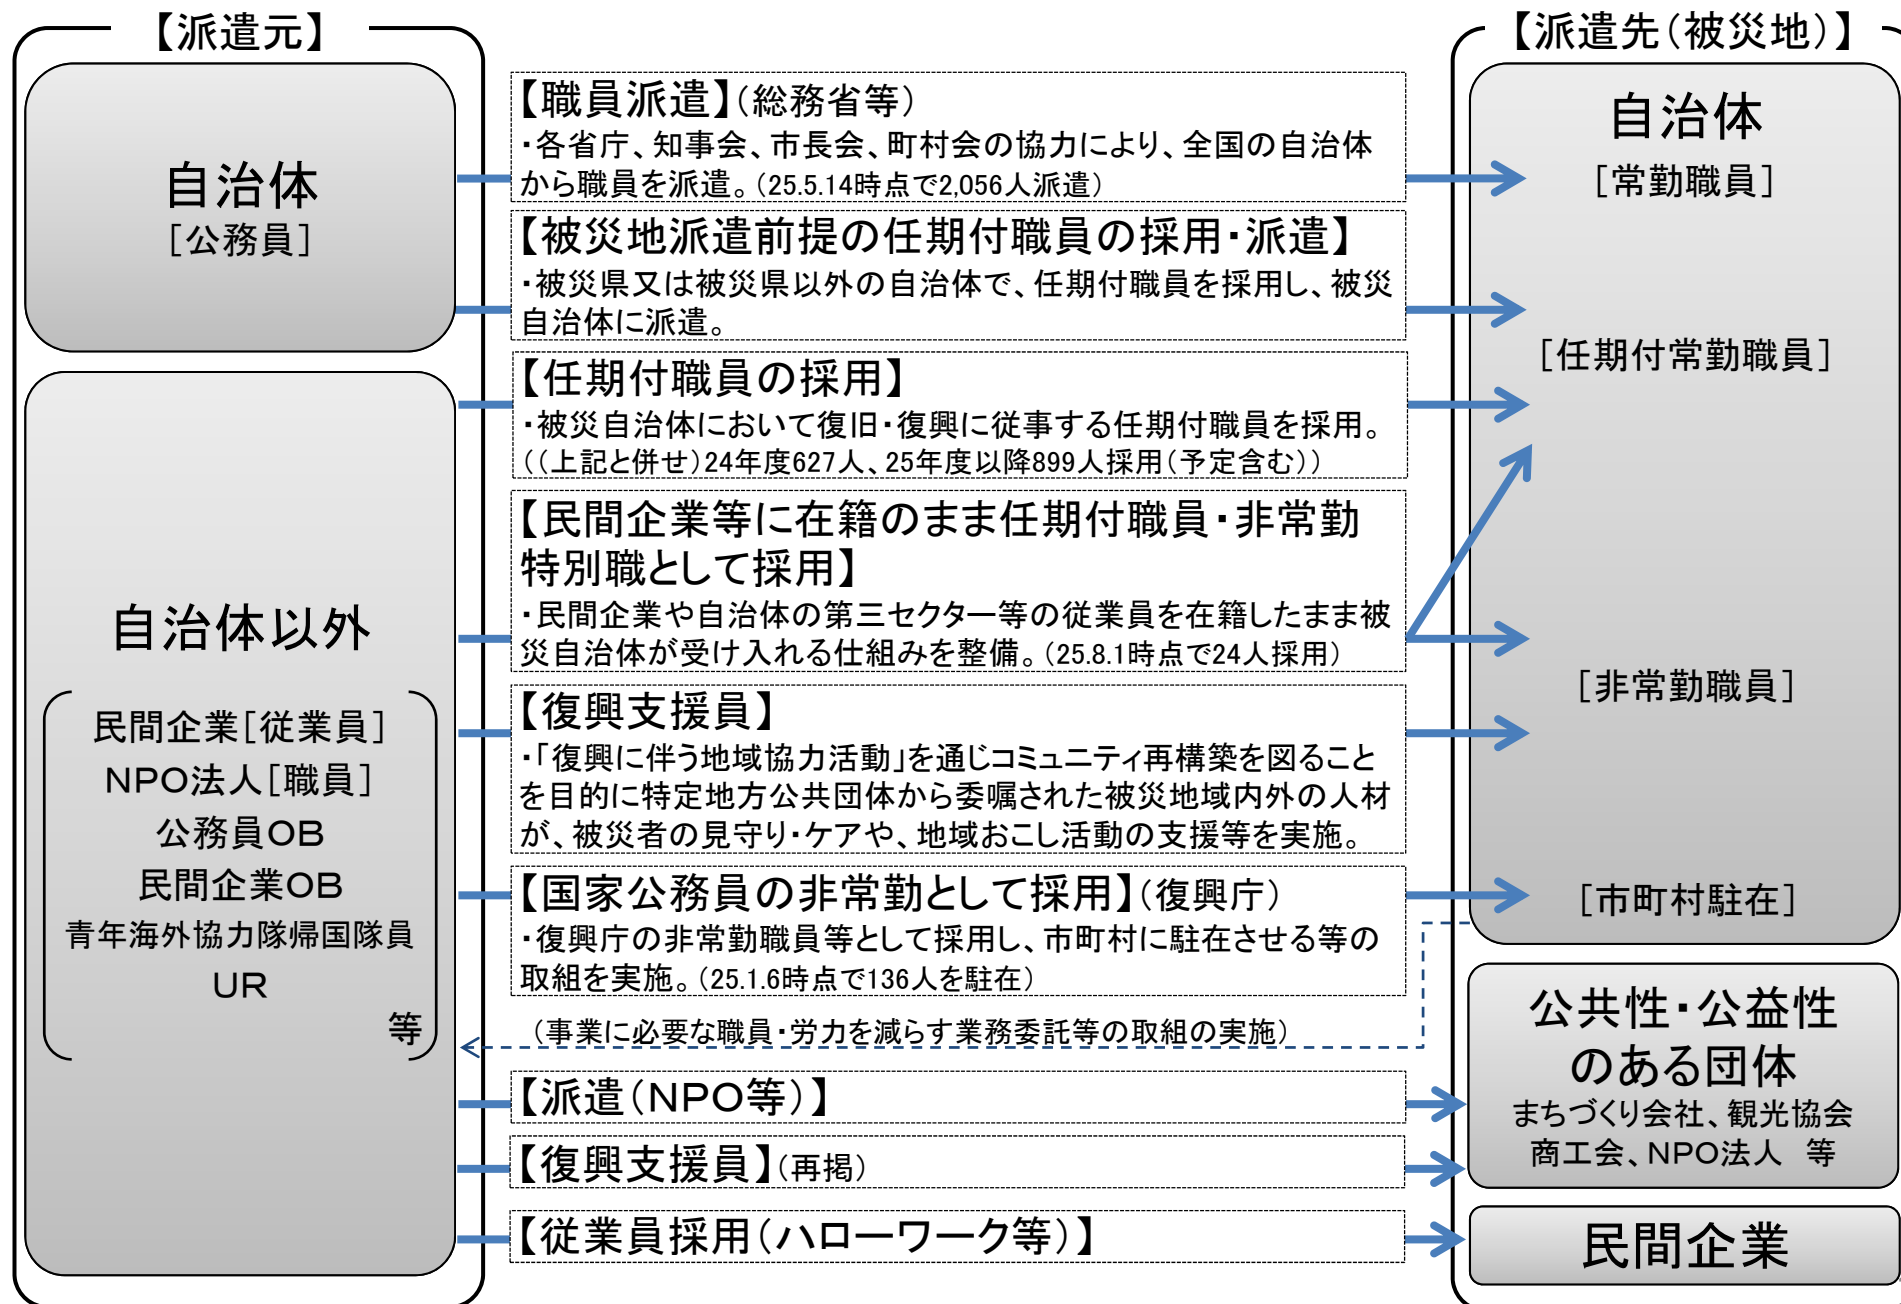 【派遣元】
自治体
[公務員]
自治体以外
民間企業[従業員]
NPO法人[職員]
公務員OB
民間企業OB
青年海外協力隊帰国隊員
UR
等
【職員派遣】(総務省等)
・各省庁、知事会、市長会、町村会の協力により、全国の自治体
から職員を派遣。(25.5.14時点で2,056人派遣)
【被災地派遣前提の任期付職員の採用・派遣】
・被災県又は被災県以外の自治体で、任期付職員を採用し、被災
自治体に派遣。
【任期付職員の採用】
・被災自治体において復旧・復興に従事する任期付職員を採用。
((上記と併せ)24年度627人、25年度以降899人採用(予定含む))
【民間企業等に在籍のまま任期付職員・非常勤
特別職として採用】
・民間企業や自治体の第三セクター等の従業員を在籍したまま被
災自治体が受け入れる仕組みを整備。(25.8.1時点で24人採用)
【復興支援員】
・「復興に伴う地域協力活動」を通じコミュニティ再構築を図ること
を目的に特定地方公共団体から委嘱された被災地域内外の人材
が、被災者の見守り・ケアや、地域おこし活動の支援等を実施。
【国家公務員の非常勤として採用】(復興庁)
・復興庁の非常勤職員等として採用し、市町村に駐在させる等の
取組を実施。(25.1.6時点で136人を駐在)
(事業に必要な職員・労力を減らす業務委託等の取組の実施)
【派遣(NPO等)】
【復興支援員】(再掲)
【従業員採用(ハローワーク等)】
【派遣先(被災地)】
自治体
[常勤職員]
[任期付常勤職員]
[非常勤職員]
[市町村駐在]
公共性・公益性
のある団体
まちづくり会社、観光協会
商工会、NPO法人 等
民間企業